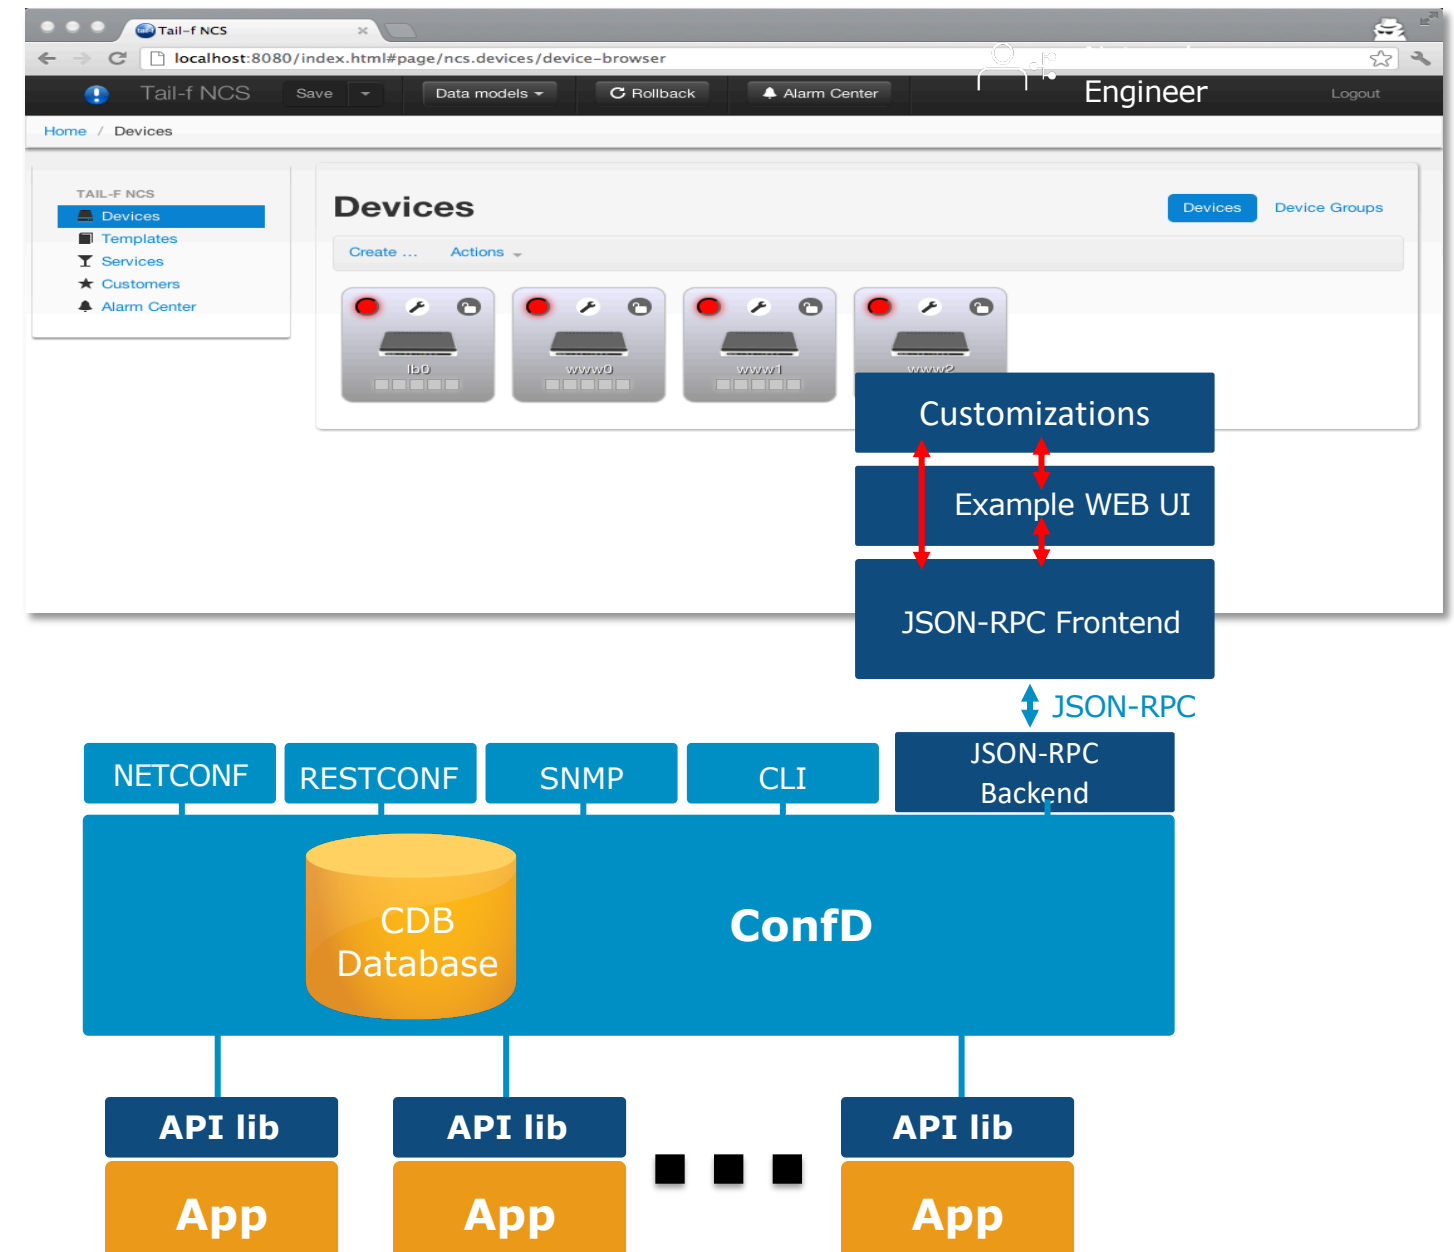 Tail-f NCS
localhost:8080/index.html#page/ncs.devices/device-browser
Tail-f NCS
Save
Data models
Rollback
Alarm Center
Engineer
Logout
Home / Devices
TAIL-F NCS
Devices
Templates
Services
Customers
Alarm Center
Devices
Devices
Device Groups
Create ...
Actions
lb0
www0
www1
www2
Customizations
Example WEB UI
JSON-RPC Frontend
JSON-RPC
NETCONF
RESTCONF
SNMP
CLI
JSON-RPC
Backend
CDB
Database
ConfD
API lib
API lib
API lib
App
App
App